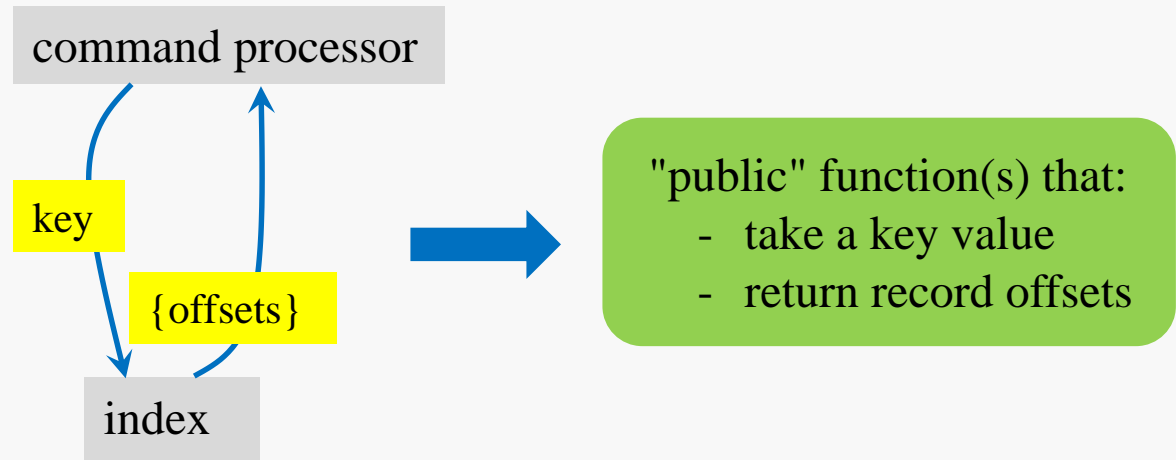 command processor
key
{offsets}
index
"public" function(s) that:
- take a key value
- return record offsets